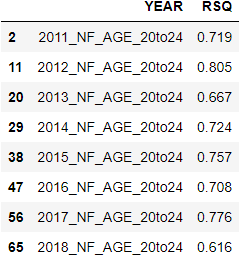 YEAR RSQ
2 2011_NF_AGE_20to24 0.719
11 2012_NF_AGE_20to24 0.805
20 2013_NF_AGE_20to24 0.667
29 2014_NF_AGE_20to24 0.724
38 2015_NF_AGE_20to24 0.757
47 2016_NF_AGE_20to24 0.708
56 2017_NF_AGE_20to24 0.776
65 2018_NF_AGE_20to24 0.616